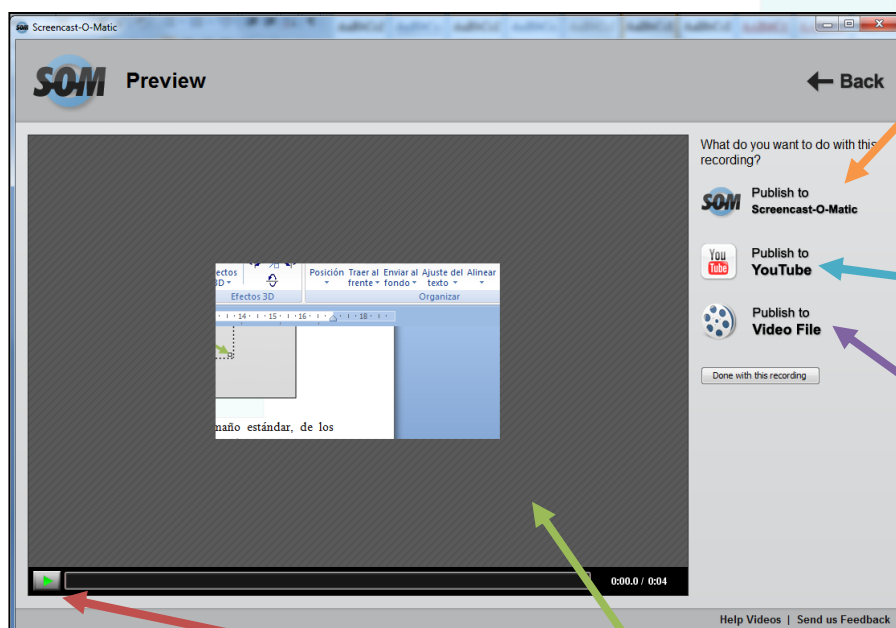 Screencast-O-Matic
SOM Preview
Back
What do you want to do with this
recording?
SOM Publish to
Screencast-O-Matic
You
Tube
Publish to
YouTube
Publish to
Video File
Done with this recording
ectos
3D
Posición Traer al Enviar al Ajuste del Alinear
frente fondo texto
Efectos 3D Organizar
14 15 16 18
maño estándar, de los
0:00.0 / 0:04
Help Videos | Send us Feedback